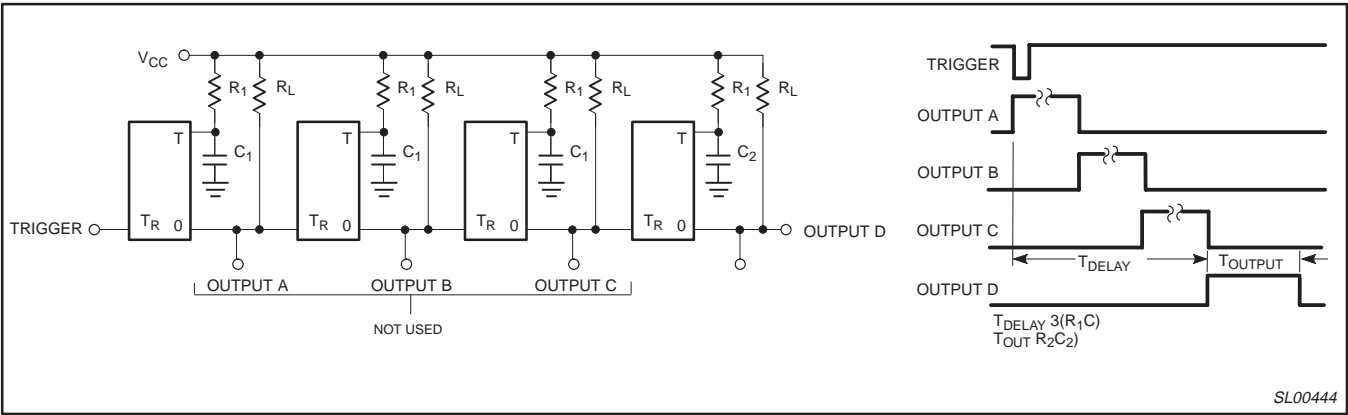 VCC
R1 RL R1 RL R1 RL R1 RL
T T T T
C1 C1 C1 C2
TRIGGER TR 0 TR 0 TR 0 TR 0 OUTPUT D
OUTPUT A OUTPUT B OUTPUT C
NOT USED
TRIGGER
OUTPUT A
OUTPUT B
OUTPUT C
TDELAY TOUTPUT
OUTPUT D
TDELAY 3(R1C)
TOUT R2C2)
SL00444